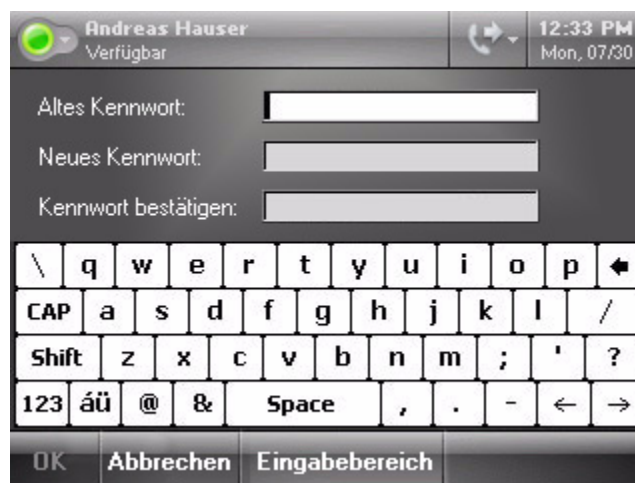 Andreas Hauser 12:33 PM
Verfügbar Mon, 07/30
Altes Kennwort:
Neues Kennwort:
Kennwort bestätigen:
\ q w e r t y u i o p ←
CAP a s d f g h j k l /
Shift z x c v b n m ; ' ?
123 áü @ & Space , . - ← →
OK Abbrechen Eingabebereich